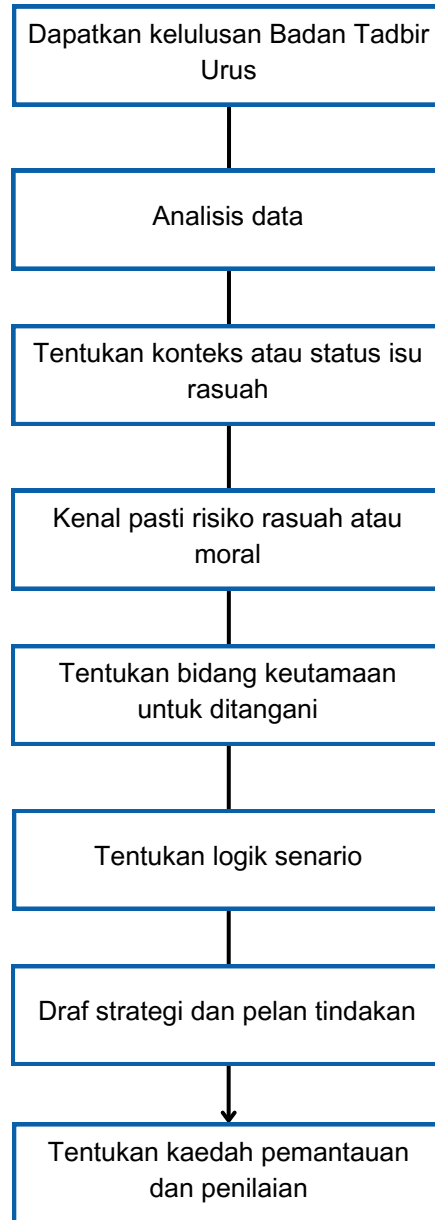 Dapatkan kelulusan Badan Tadbir
Urus
Analisis data
Tentukan konteks atau status isu
rasuah
Kenal pasti risiko rasuah atau
moral
Tentukan bidang keutamaan
untuk ditangani
Tentukan logik senario
Draf strategi dan pelan tindakan
Tentukan kaedah pemantauan
dan penilaian